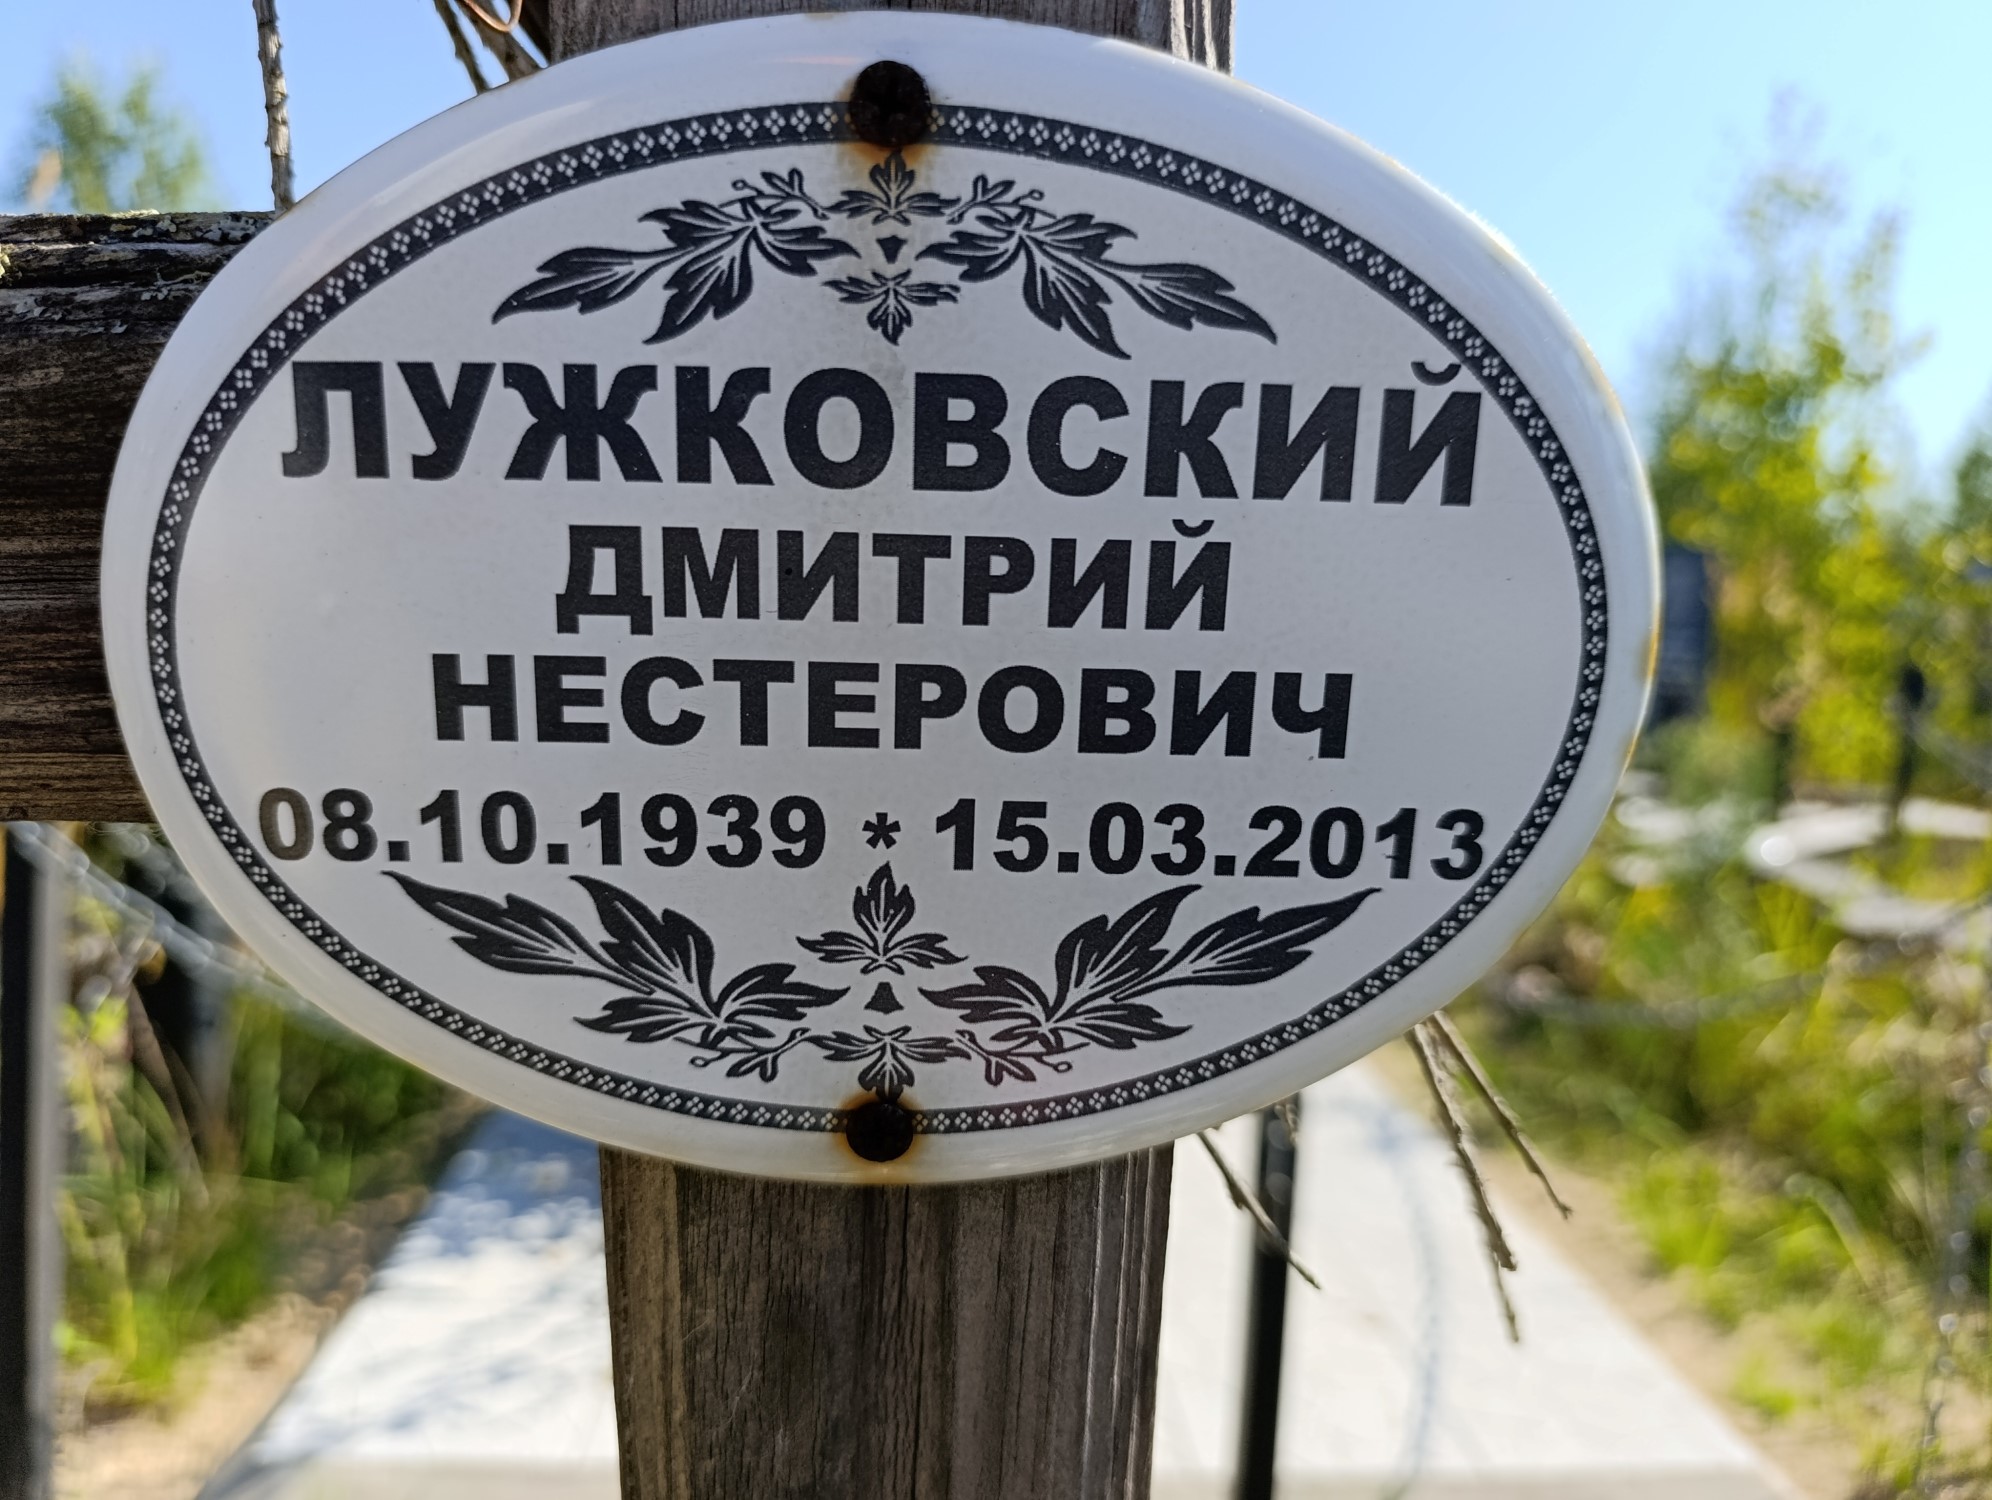 ЛУЖКОВСКИЙ
ДМИТРИЙ
НЕСТЕРОВИЧ
08.10.1939 * 15.03.2013